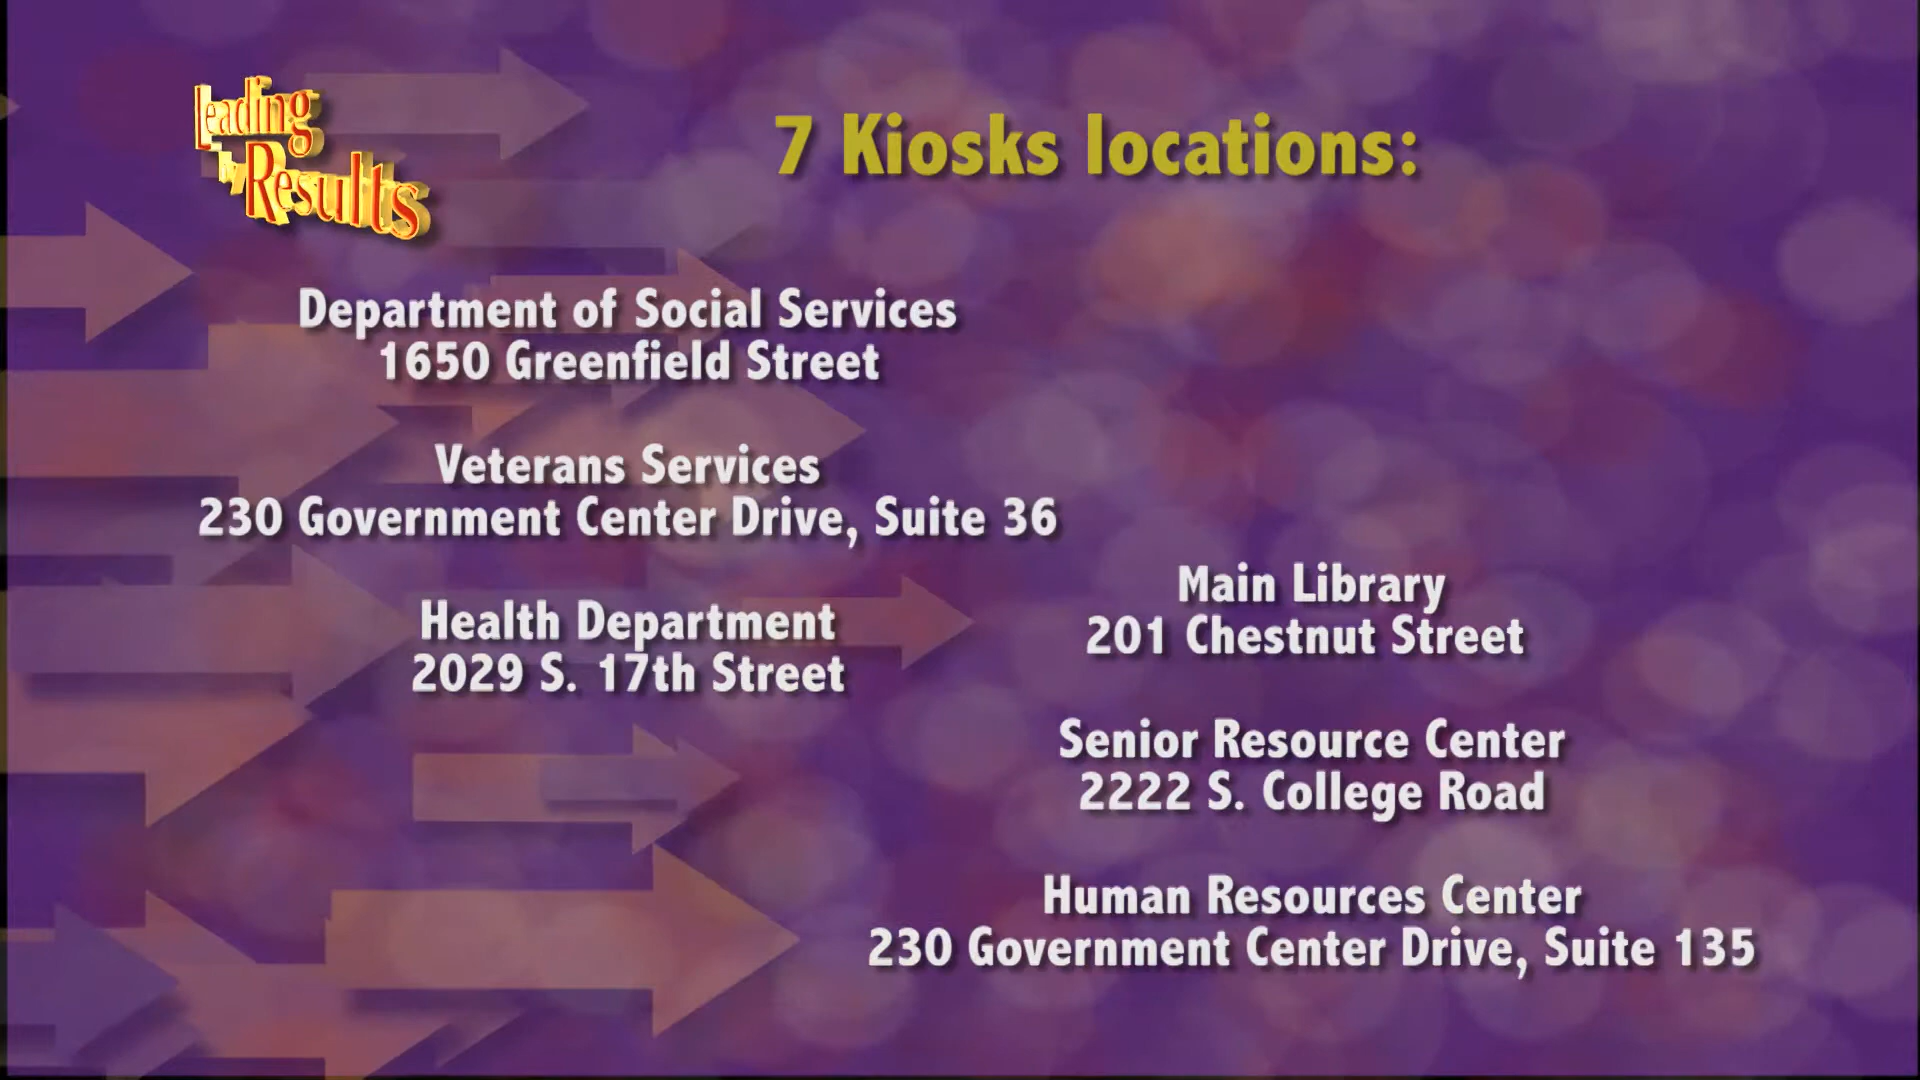 Leading
by
Results
7 Kiosks locations:
Department of Social Services
1650 Greenfield Street
Veterans Services
230 Government Center Drive, Suite 36
Health Department
2029 S. 17th Street
Main Library
201 Chestnut Street
Senior Resource Center
2222 S. College Road
Human Resources Center
230 Government Center Drive, Suite 135